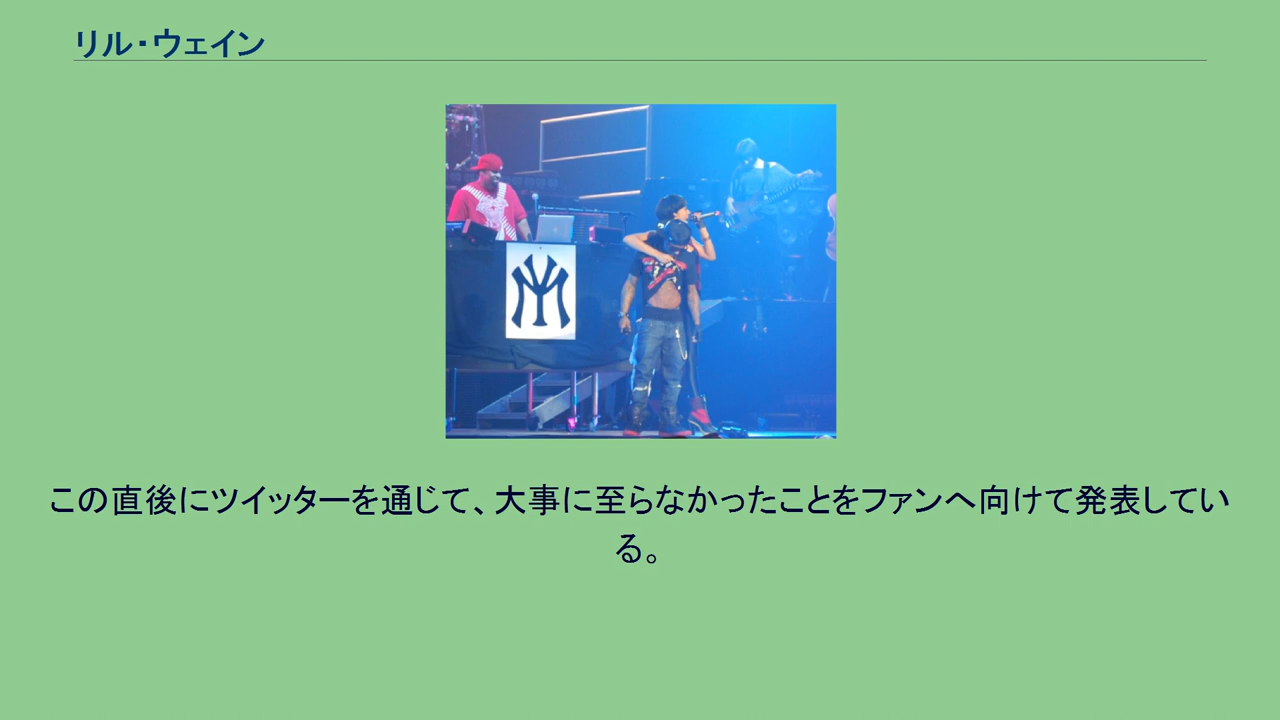 リル・ウェイン
この直後にツイッターを通じて、大事に至らなかったことをファンへ向けて発表してい
る。